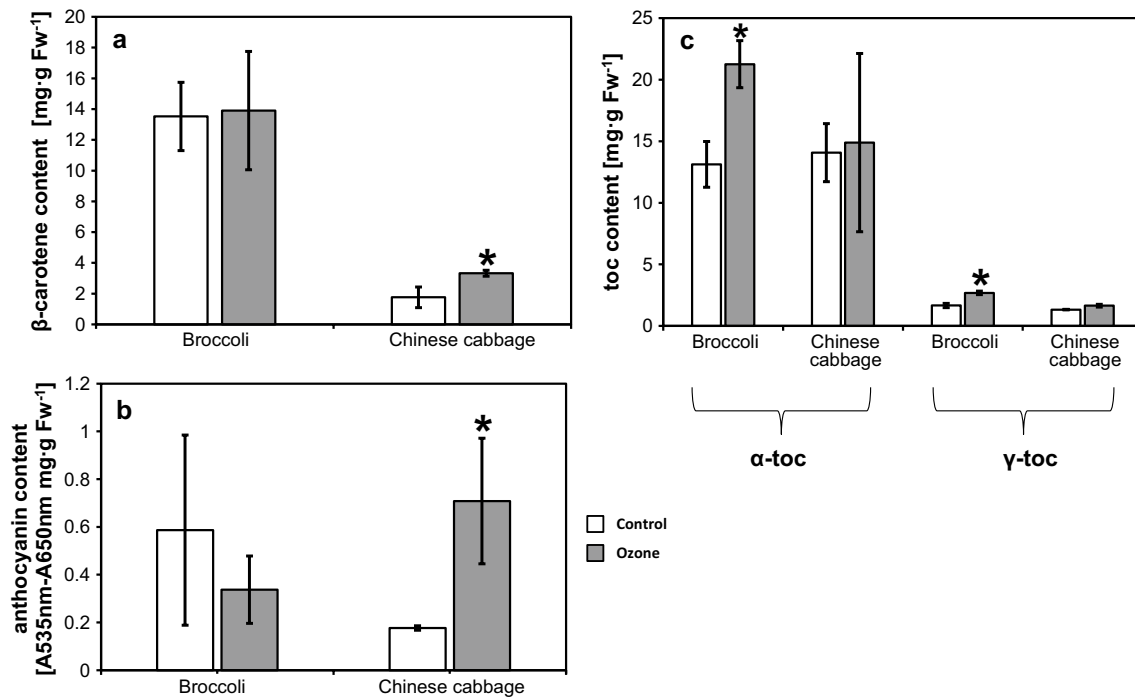 a
β-carotene content [mg·g Fw⁻¹]
20
18
16
14
12
10
8
6
4
2
0
*
Broccoli
Chinese cabbage
b
anthocyanin content
[A535nm-A650nm mg·g Fw⁻¹]
1.2
1
0.8
0.6
0.4
0.2
0
*
Broccoli
Chinese cabbage
c
toc content [mg·g Fw⁻¹]
25
20
15
10
5
0
*
*
Broccoli
Chinese
cabbage
Broccoli
Chinese
cabbage
α-toc
γ-toc
Control
Ozone